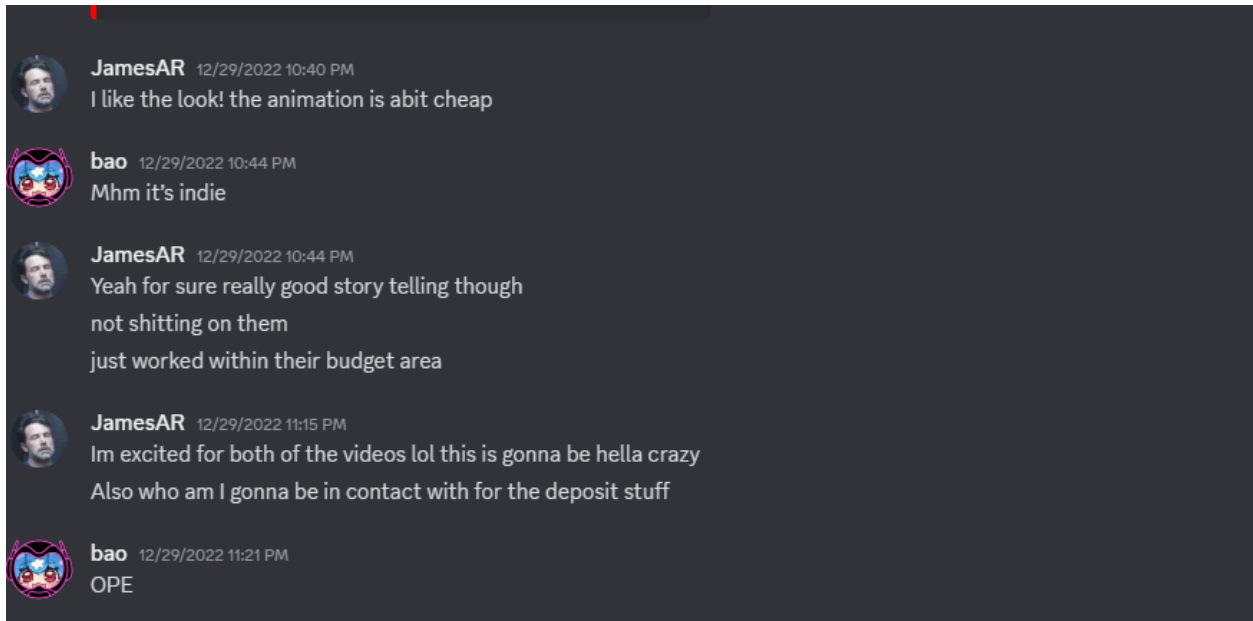 JamesAR 12/29/2022 10:40 PM
I like the look! the animation is abit cheap
bao 12/29/2022 10:44 PM
Mhm it's indie
JamesAR 12/29/2022 10:44 PM
Yeah for sure really good story telling though
not shitting on them
just worked within their budget area
JamesAR 12/29/2022 11:15 PM
Im excited for both of the videos lol this is gonna be hella crazy
Also who am I gonna be in contact with for the deposit stuff
bao 12/29/2022 11:21 PM
OPE